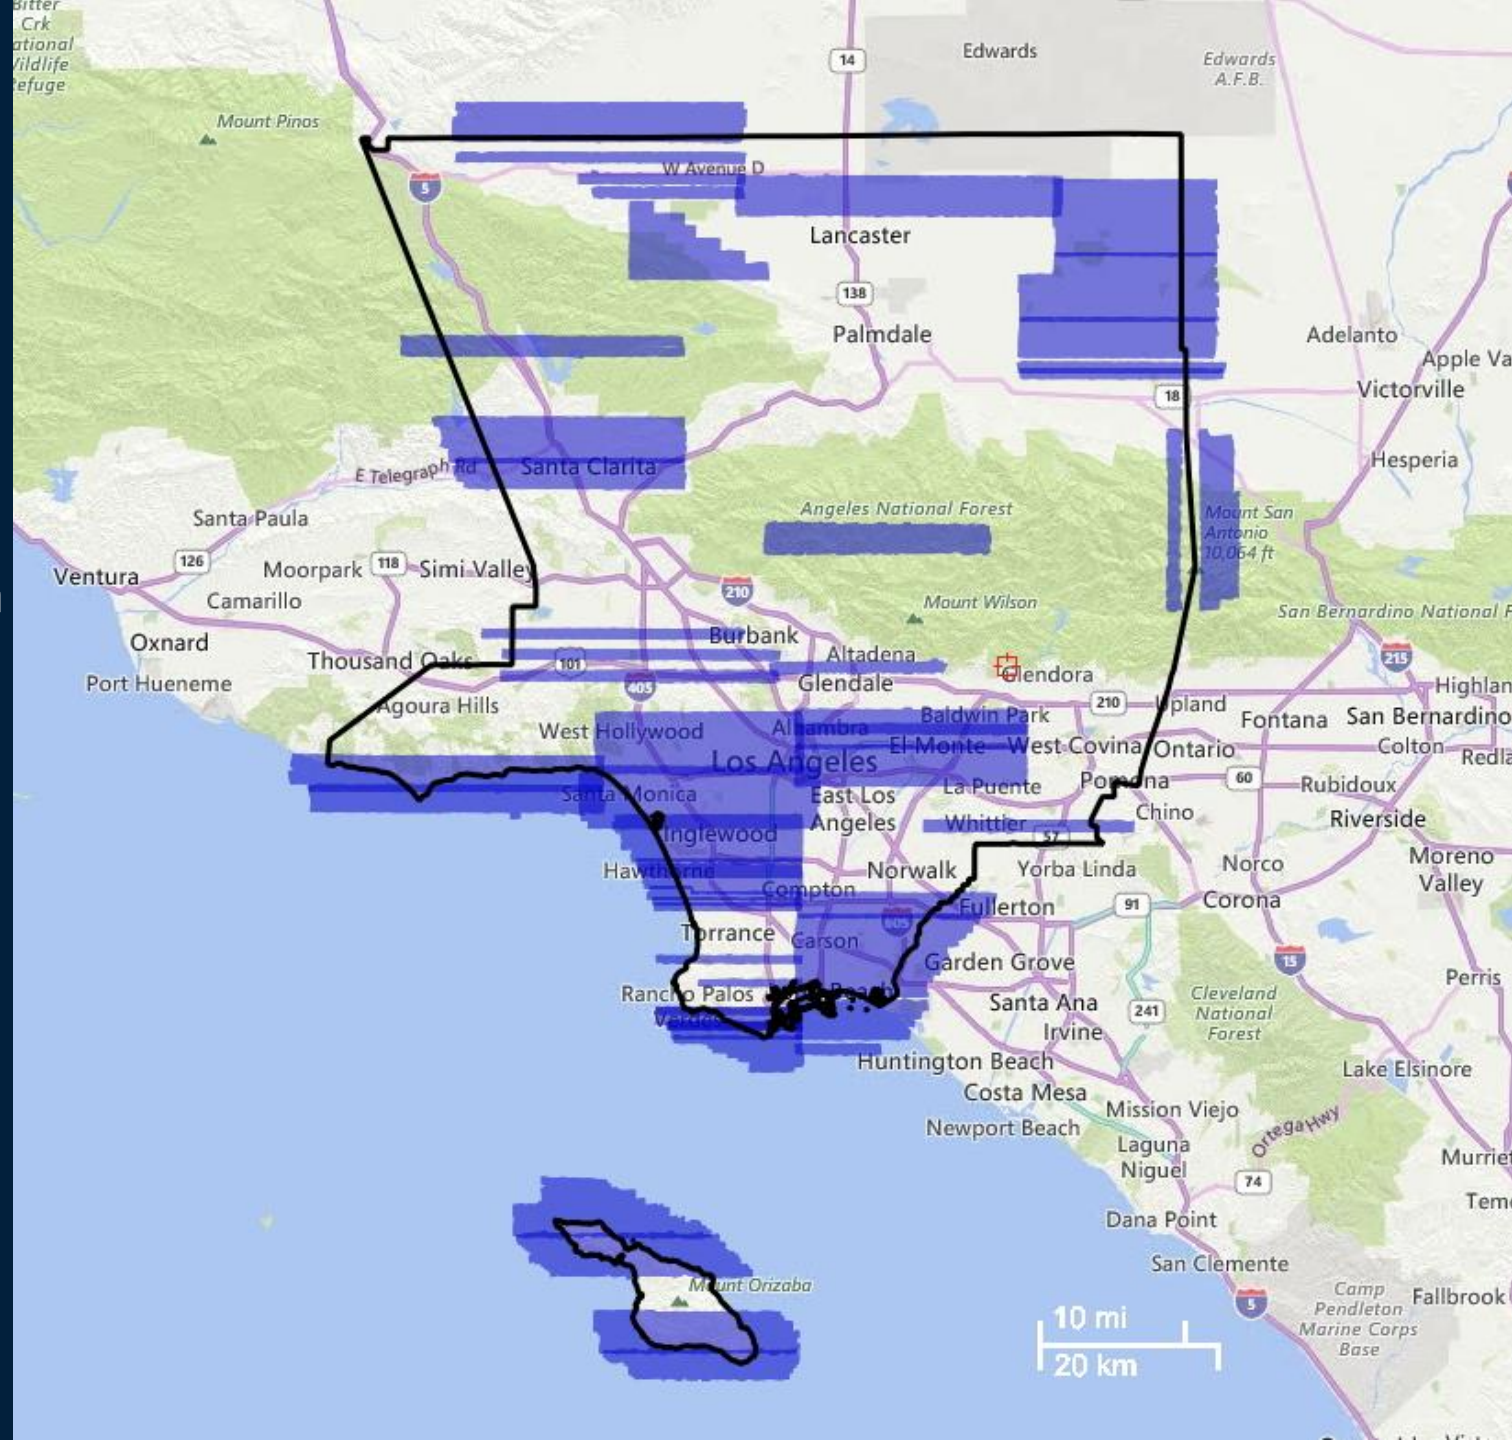 Bitter
Crk
ational
Vildlife
Refuge
Mount Pinos
14
Edwards
Edwards
A.F.B.
5
W Avenue D
Lancaster
138
Palmdale
Adelanto
Apple Va
Victorville
18
Hesperia
E Telegraph Rd
Santa Clarita
Angeles National Forest
Mount San
Antonio
10,064 ft
Santa Paula
126
Moorpark
118
Simi Valley
Ventura
Camarillo
210
Mount Wilson
San Bernardino National F
Oxnard
Burbank
Thousand Oaks
101
Altadena
215
Port Hueneme
405
Glendale
Glendora
Highlan
Agoura Hills
210
Upland
Baldwin Park
Fontana
San Bernardino
West Hollywood
Alhambra
El Monte
West Covina
Ontario
Colton
Redla
Los Angeles
La Puente
Pomona
60
Rubidoux
Santa Monica
East Los
Angeles
Chino
Riverside
Inglewood
Whittier
57
Moreno
Valley
Hawthorne
Norwalk
Yorba Linda
Norco
Compton
Corona
605
Fullerton
91
Torrance
Carson
Garden Grove
15
Perris
Rancho Palos
Verdes
Beach
Santa Ana
Cleveland
National
Forest
241
Irvine
Huntington Beach
Lake Elsinore
Costa Mesa
Mission Viejo
Newport Beach
Ortega Hwy
Laguna
Niguel
Murriet
74
Teme
Dana Point
San Clemente
Mount Orizaba
5
Camp
Pendleton
Marine Corps
Base
Fallbrook
10 mi
20 km